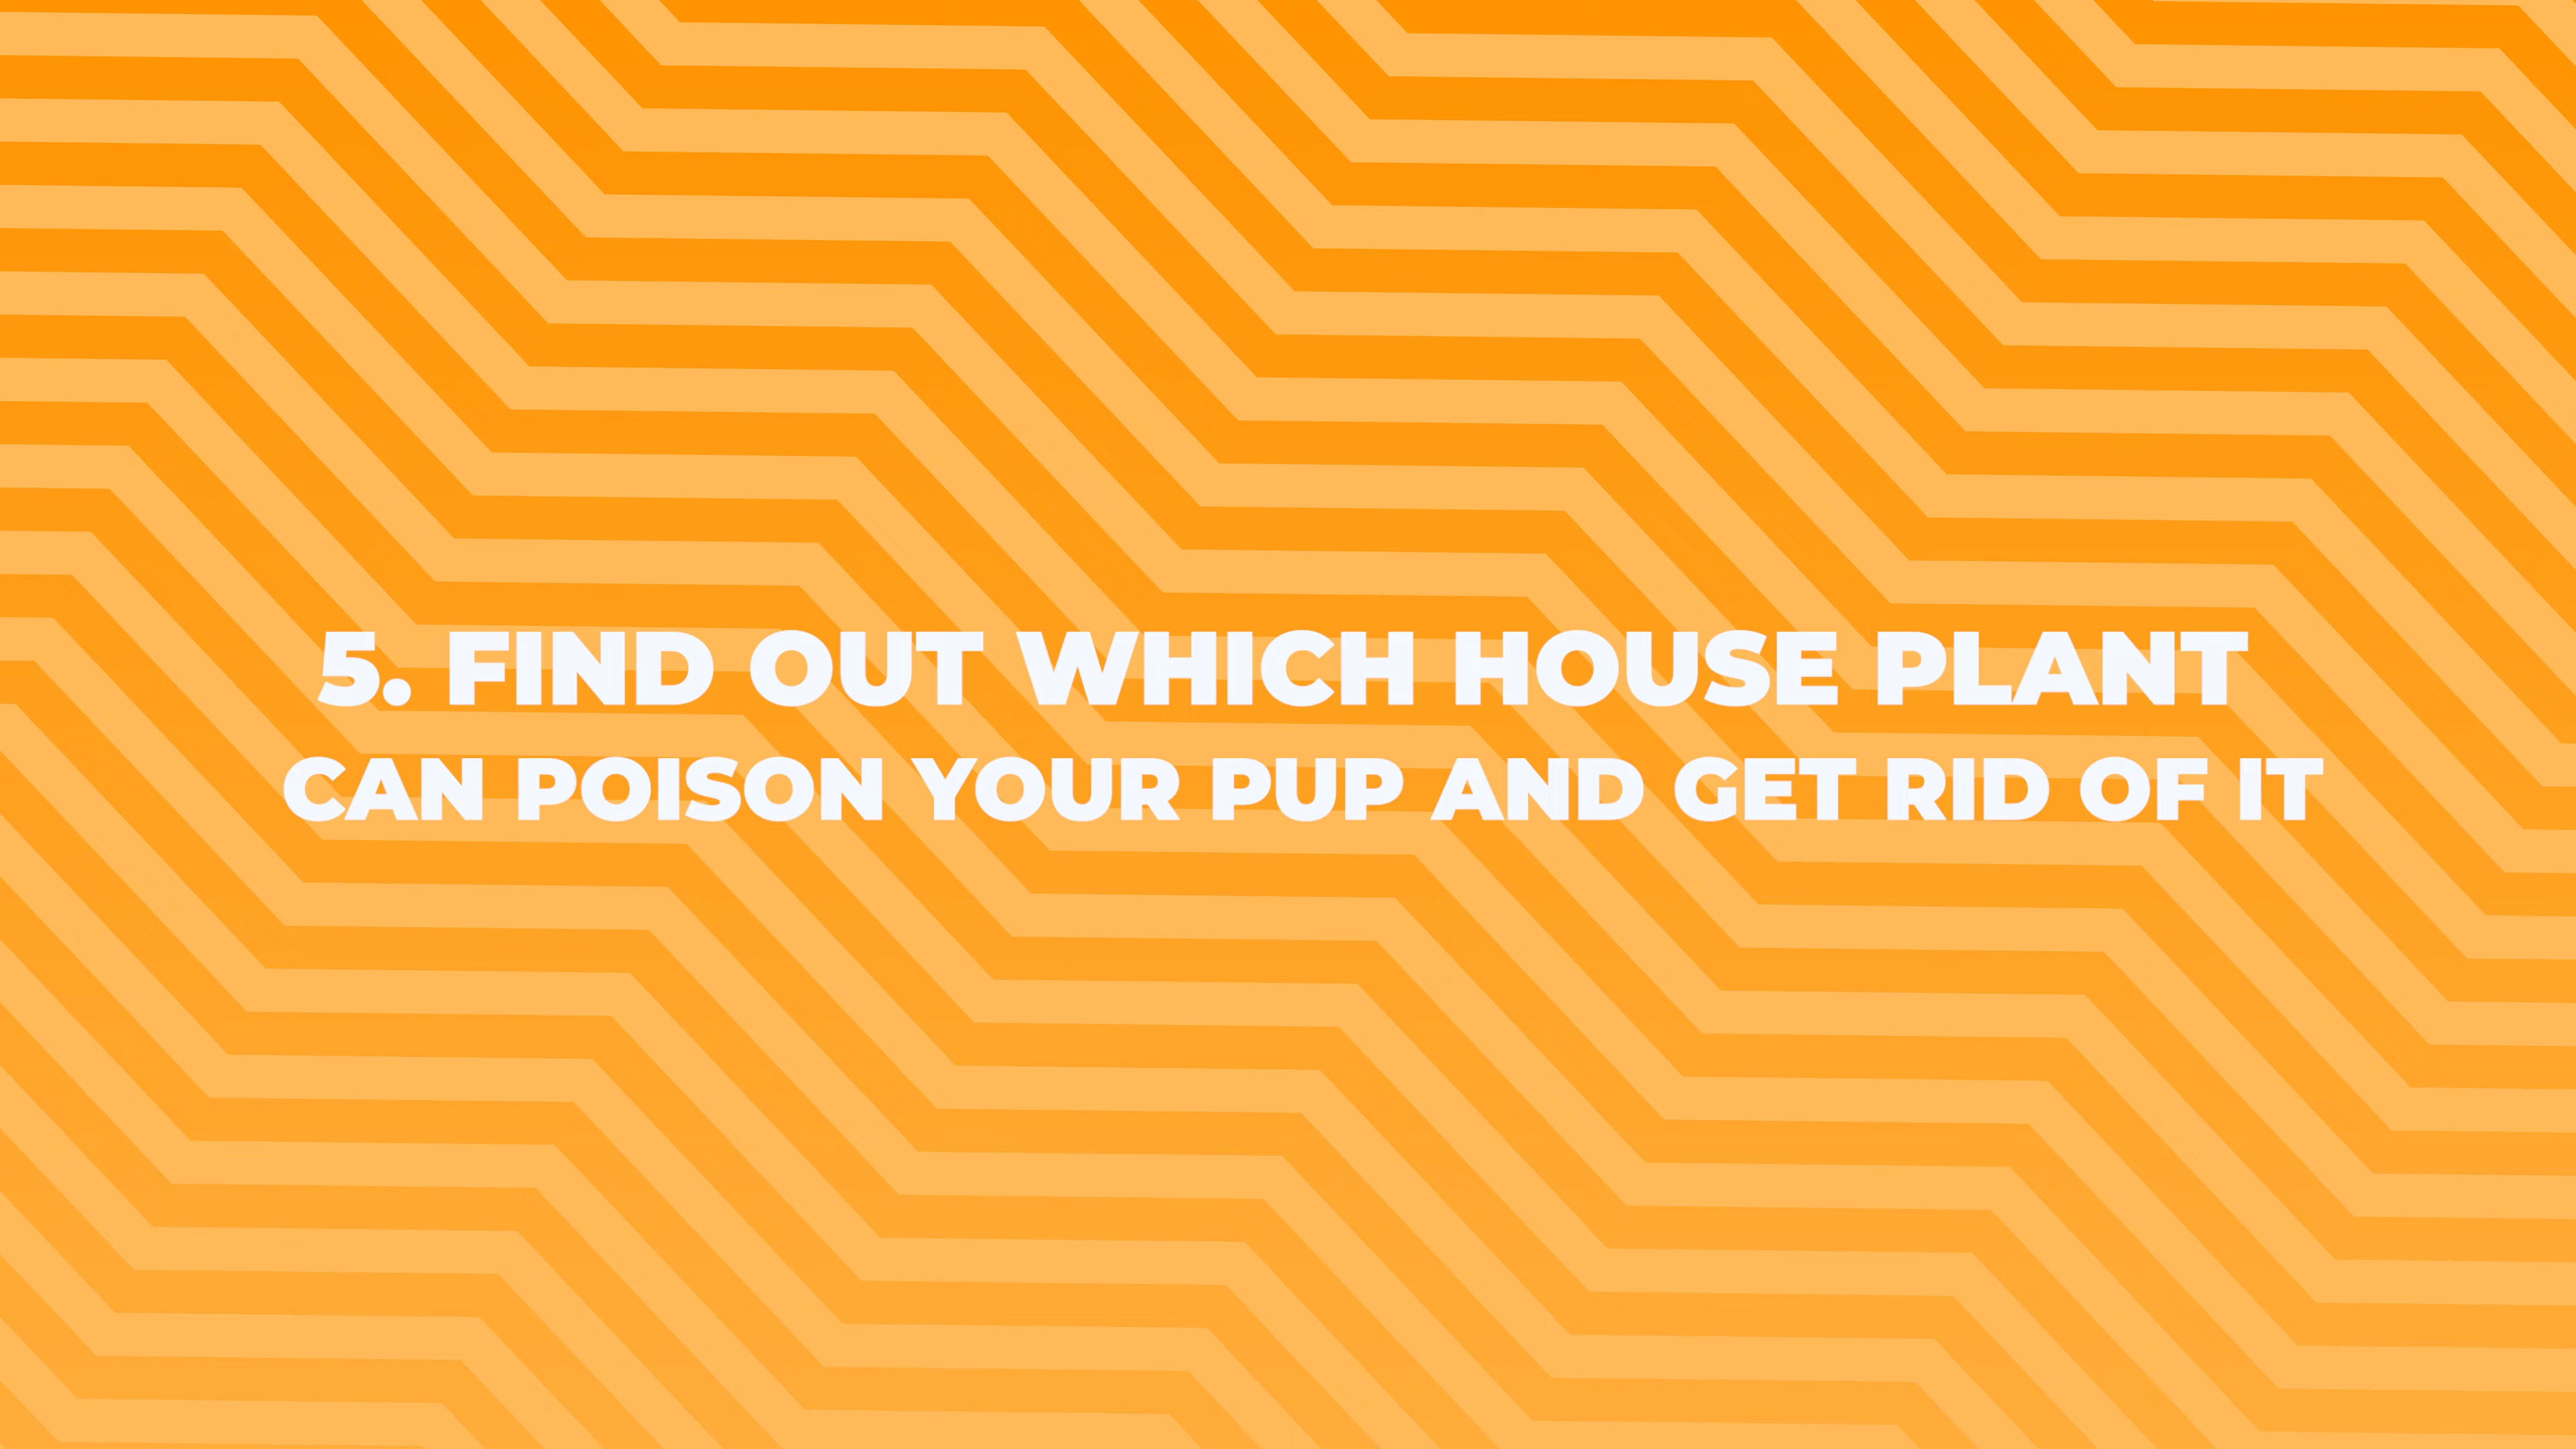 5. FIND OUT WHICH HOUSE PLANT
CAN POISON YOUR PUP AND GET RID OF IT